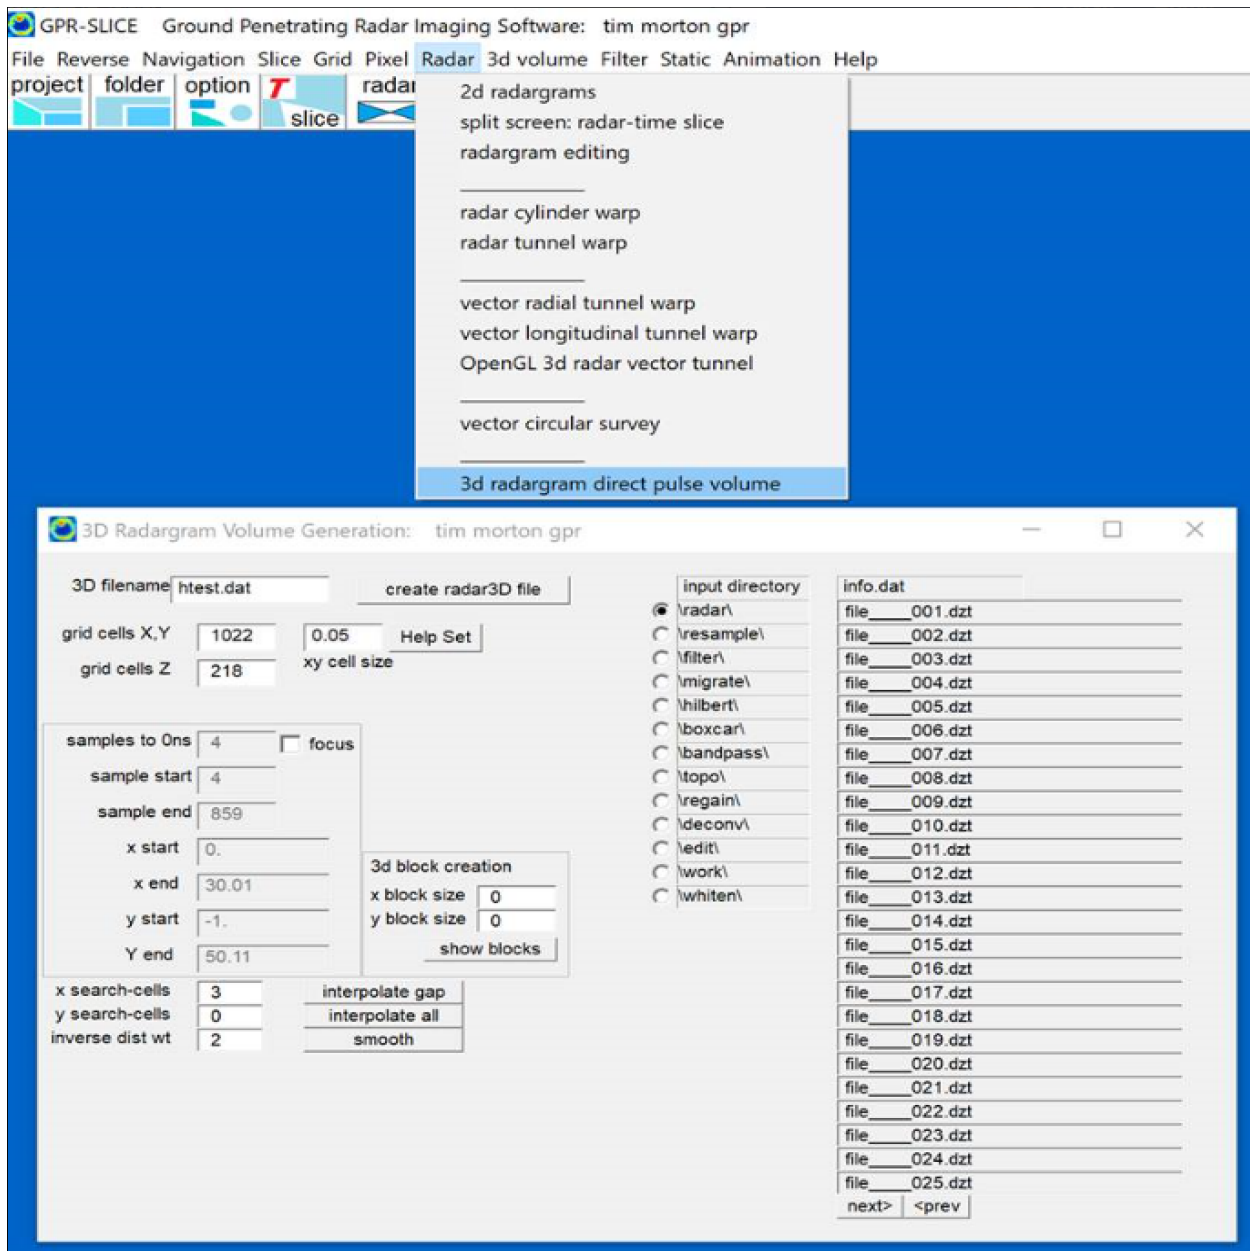 GPR-SLICE Ground Penetrating Radar Imaging Software: tim morton gpr
File Reverse Navigation Slice Grid Pixel Radar 3d volume Filter Static Animation Help
project folder option T slice radar
2d radargrams
split screen: radar-time slice
radargram editing
radar cylinder warp
radar tunnel warp
vector radial tunnel warp
vector longitudinal tunnel warp
OpenGL 3d radar vector tunnel
vector circular survey
3d radargram direct pulse volume
3D Radargram Volume Generation: tim morton gpr
3D filename htest.dat create radar3D file
grid cells X,Y 1022 0.05 Help Set
grid cells Z 218 xy cell size
samples to 0ns 4 focus
sample start 4
sample end 859
x start 0.
x end 30.01
y start -1.
Y end 50.11
3d block creation
x block size 0
y block size 0
show blocks
x search-cells 3 interpolate gap
y search-cells 0 interpolate all
inverse dist wt 2 smooth
input directory
\radar\
\resample\
\filter\
\migrate\
\hilbert\
\boxcar\
\bandpass\
\topo\
\regain\
\deconv\
\edit\
\work\
\whiten\
info.dat
file____001.dzt
file____002.dzt
file____003.dzt
file____004.dzt
file____005.dzt
file____006.dzt
file____007.dzt
file____008.dzt
file____009.dzt
file____010.dzt
file____011.dzt
file____012.dzt
file____013.dzt
file____014.dzt
file____015.dzt
file____016.dzt
file____017.dzt
file____018.dzt
file____019.dzt
file____020.dzt
file____021.dzt
file____022.dzt
file____023.dzt
file____024.dzt
file____025.dzt
next> <prev